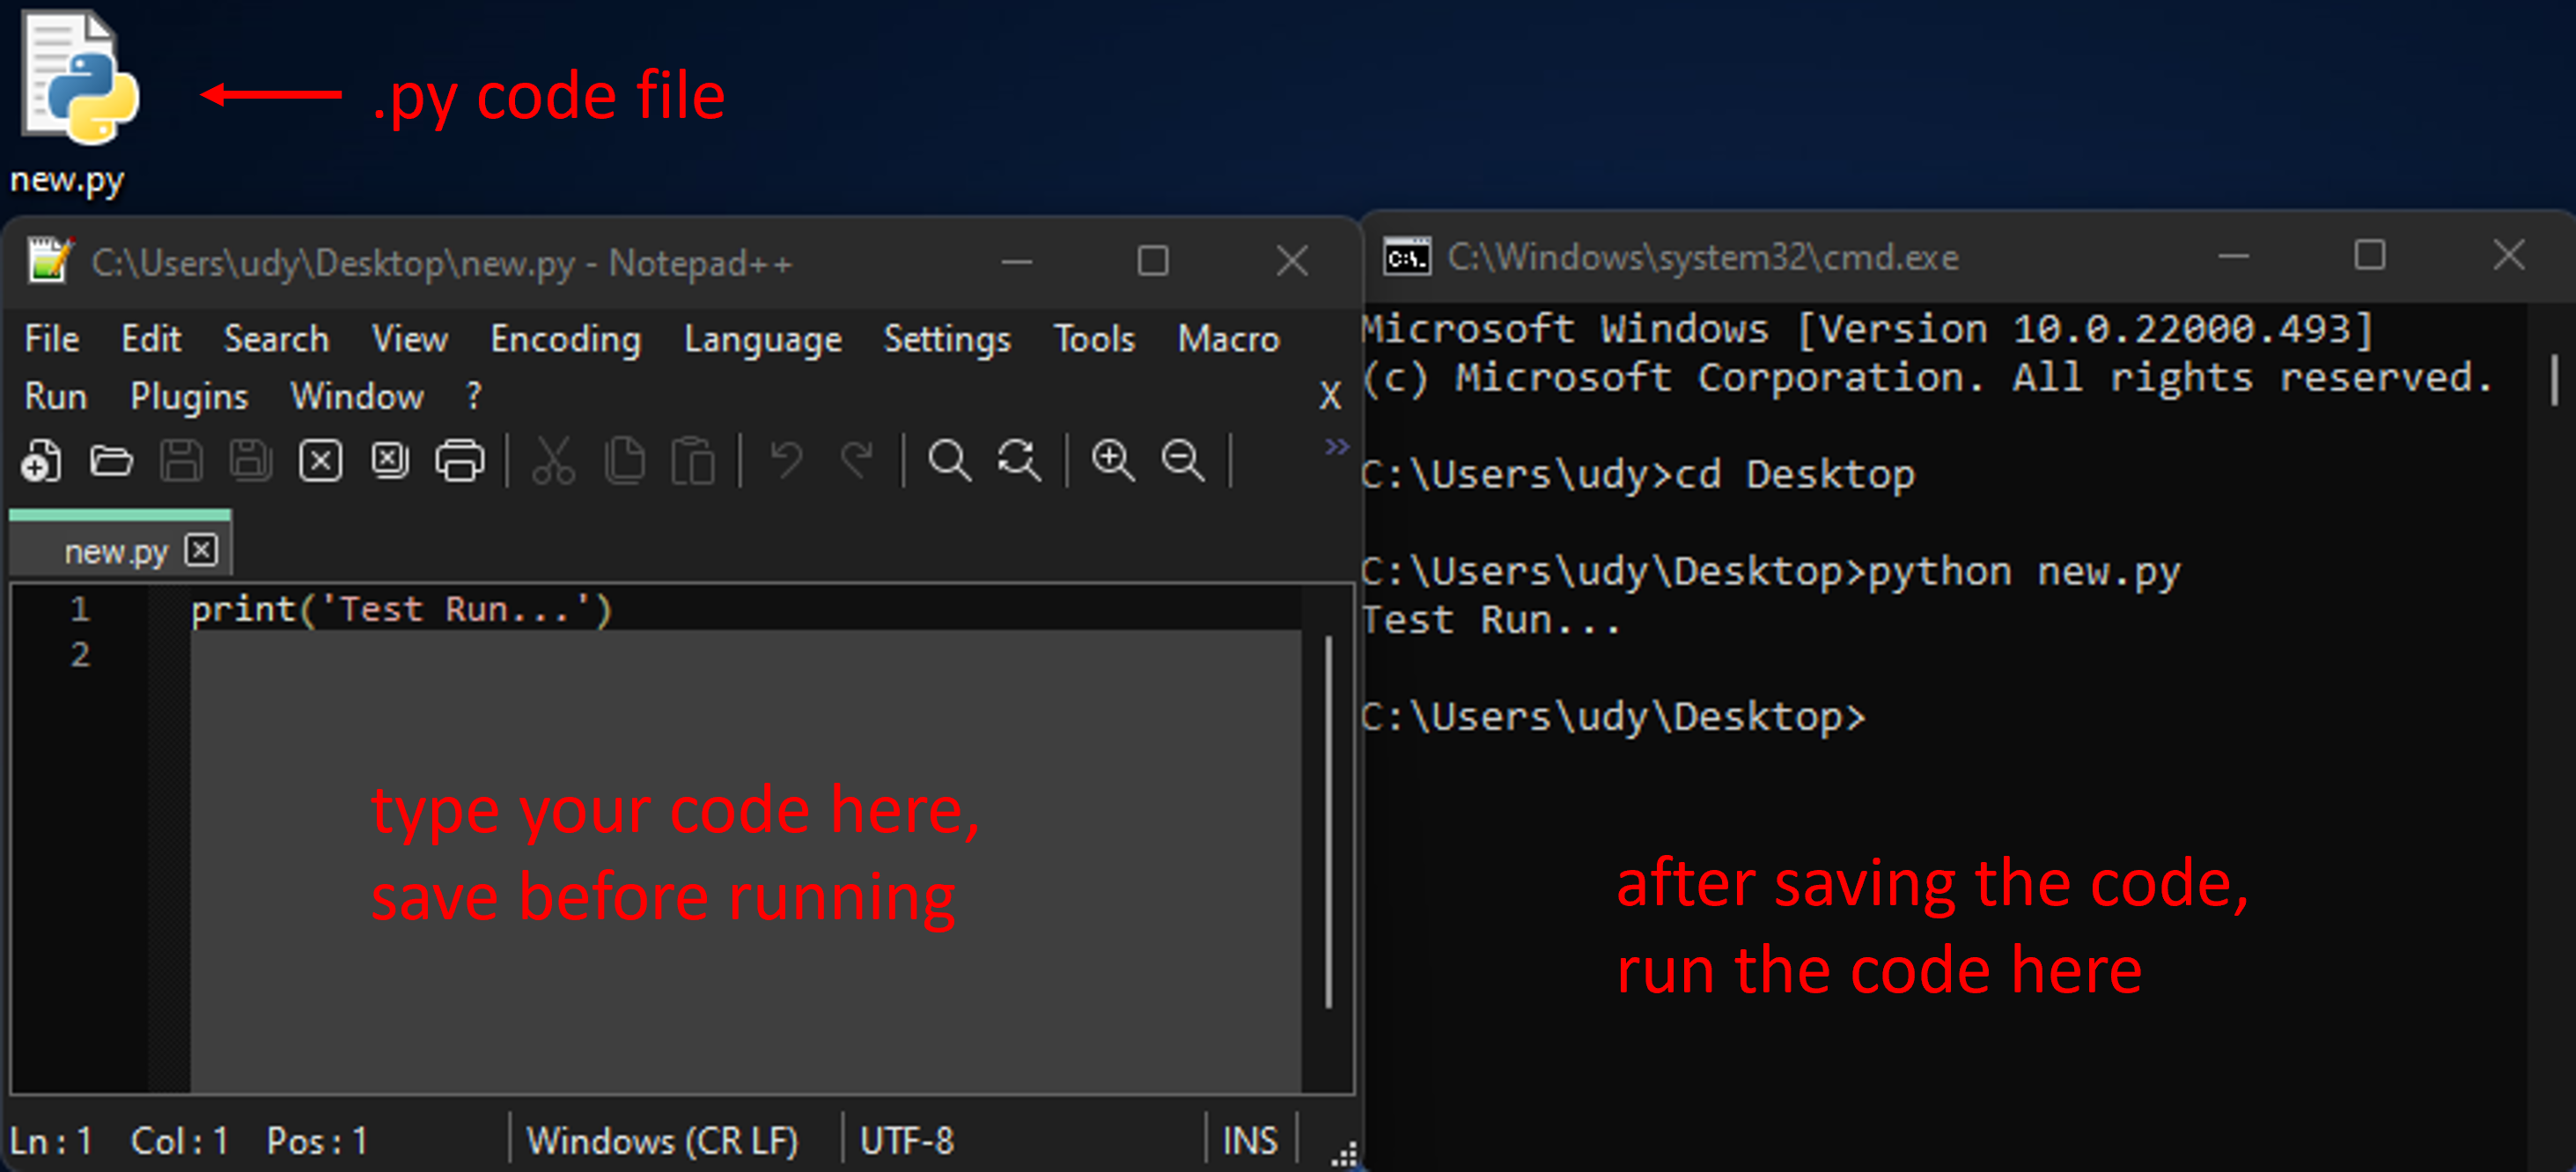 .py code file
new.py
C:\Users\udy\Desktop\new.py - Notepad++
File Edit Search View Encoding Language Settings Tools Macro
Run Plugins Window ? X
new.py
1 print('Test Run...')
2
type your code here,
save before running
Ln : 1 Col : 1 Pos : 1 Windows (CR LF) UTF-8 INS
C:\Windows\system32\cmd.exe
Microsoft Windows [Version 10.0.22000.493]
(c) Microsoft Corporation. All rights reserved.
C:\Users\udy>cd Desktop
C:\Users\udy\Desktop>python new.py
Test Run...
C:\Users\udy\Desktop>
after saving the code,
run the code here